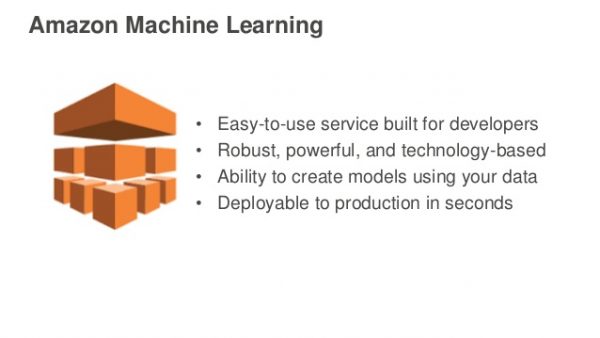 Amazon Machine Learning
• Easy-to-use service built for developers
• Robust, powerful, and technology-based
• Ability to create models using your data
• Deployable to production in seconds